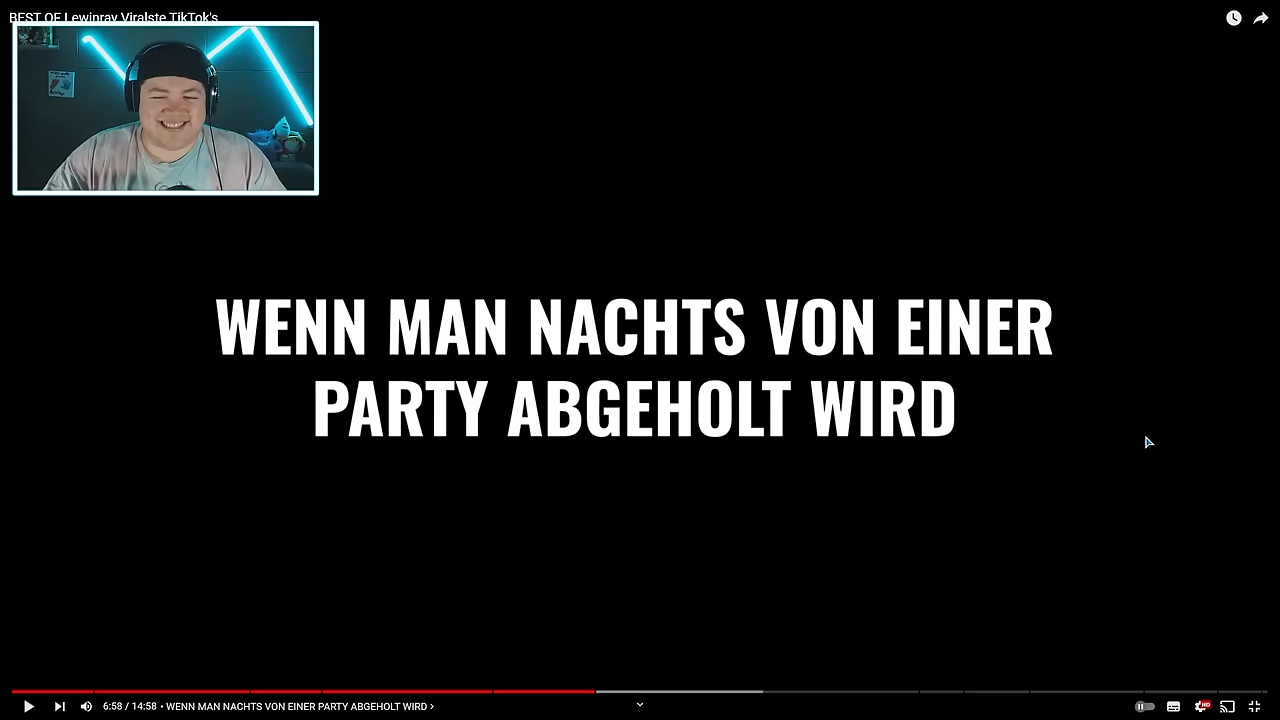 BEST OF Lewinray Viralste TikTok's
WENN MAN NACHTS VON EINER
PARTY ABGEHOLT WIRD
6:58 / 14:58 • WENN MAN NACHTS VON EINER PARTY ABGEHOLT WIRD
HD